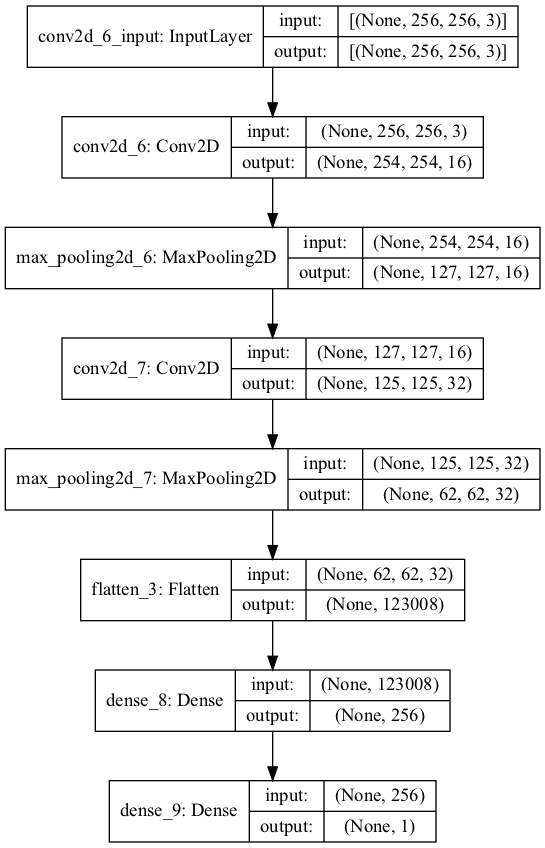 conv2d_6_input: InputLayer
input: [(None, 256, 256, 3)]
output: [(None, 256, 256, 3)]
conv2d_6: Conv2D
input: (None, 256, 256, 3)
output: (None, 254, 254, 16)
max_pooling2d_6: MaxPooling2D
input: (None, 254, 254, 16)
output: (None, 127, 127, 16)
conv2d_7: Conv2D
input: (None, 127, 127, 16)
output: (None, 125, 125, 32)
max_pooling2d_7: MaxPooling2D
input: (None, 125, 125, 32)
output: (None, 62, 62, 32)
flatten_3: Flatten
input: (None, 62, 62, 32)
output: (None, 123008)
dense_8: Dense
input: (None, 123008)
output: (None, 256)
dense_9: Dense
input: (None, 256)
output: (None, 1)